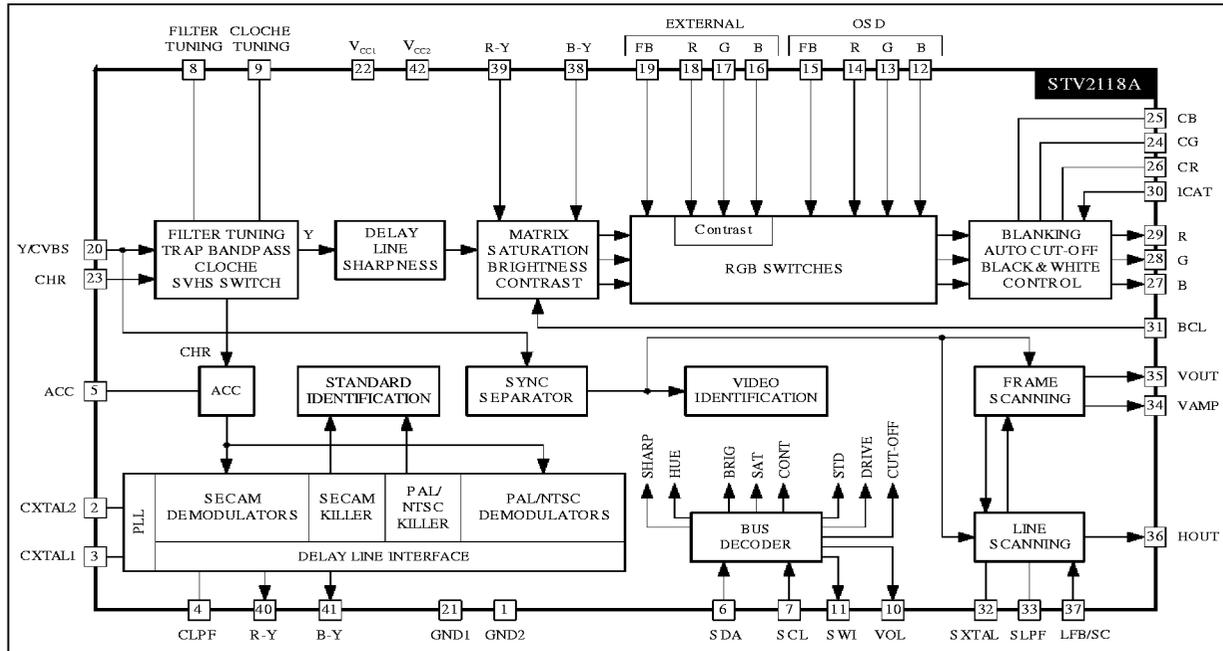 FILTER TUNING
CLOCHE TUNING
VCC1
VCC2
R-Y
B-Y
EXTERNAL
FB R G B
OSD
FB R G B
8 9 22 42 39 38 19 18 17 16 15 14 13 12
STV2118A
25 CB
24 CG
26 CR
30 ICAT
Y/CVBS 20
CHR 23
FILTER TUNING
TRAP BANDPASS
CLOCHE
SVHS SWITCH
Y
DELAY
LINE
SHARPNESS
MATRIX
SATURATION
BRIGHTNESS
CONTRAST
Contrast
RGB SWITCHES
BLANKING
AUTO CUT-OFF
BLACK & WHITE
CONTROL
29 R
28 G
27 B
31 BCL
CHR
ACC 5
ACC
STANDARD
IDENTIFICATION
SYNC
SEPARATOR
VIDEO
IDENTIFICATION
FRAME
SCANNING
35 VOUT
34 VAMP
SHARP
HUE
BRIG
SAT
CONT
STD
DRIVE
CUT-OFF
CXTAL2 2
CXTAL1 3
PLL
SECAM
DEMODULATORS
SECAM
KILLER
PAL/
NTSC
KILLER
PAL/NTSC
DEMODULATORS
DELAY LINE INTERFACE
BUS
DECODER
LINE
SCANNING
36 HOUT
4 40 41 21 1 6 7 11 10 32 33 37
CLPF R-Y B-Y GND1 GND2 SDA SCL SWI VOL SXTAL SLPF LFB/SC